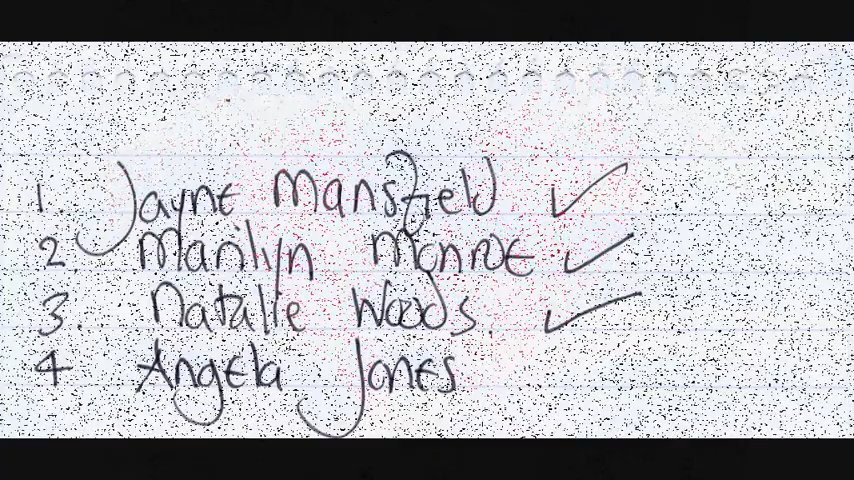 1. Jayne Mansfield ✓
2. Marilyn Monroe ✓
3. Natalie Woods ✓
4 Angela Jones